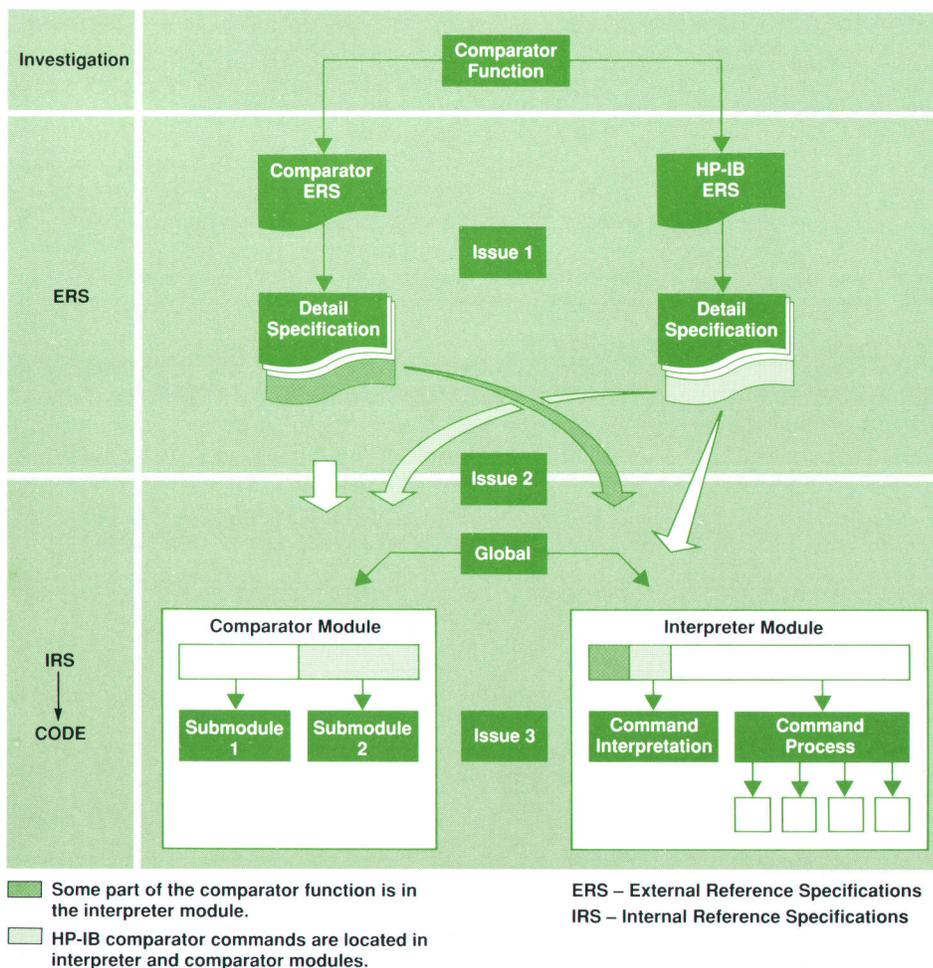 Investigation
Comparator
Function
Comparator
ERS
HP-IB
ERS
Issue 1
ERS
Detail
Specification
Detail
Specification
Issue 2
Global
Comparator Module
Interpreter Module
IRS
CODE
Submodule
1
Submodule
2
Issue 3
Command
Interpretation
Command
Process
Some part of the comparator function is in
the interpreter module.
HP-IB comparator commands are located in
interpreter and comparator modules.
ERS – External Reference Specifications
IRS – Internal Reference Specifications